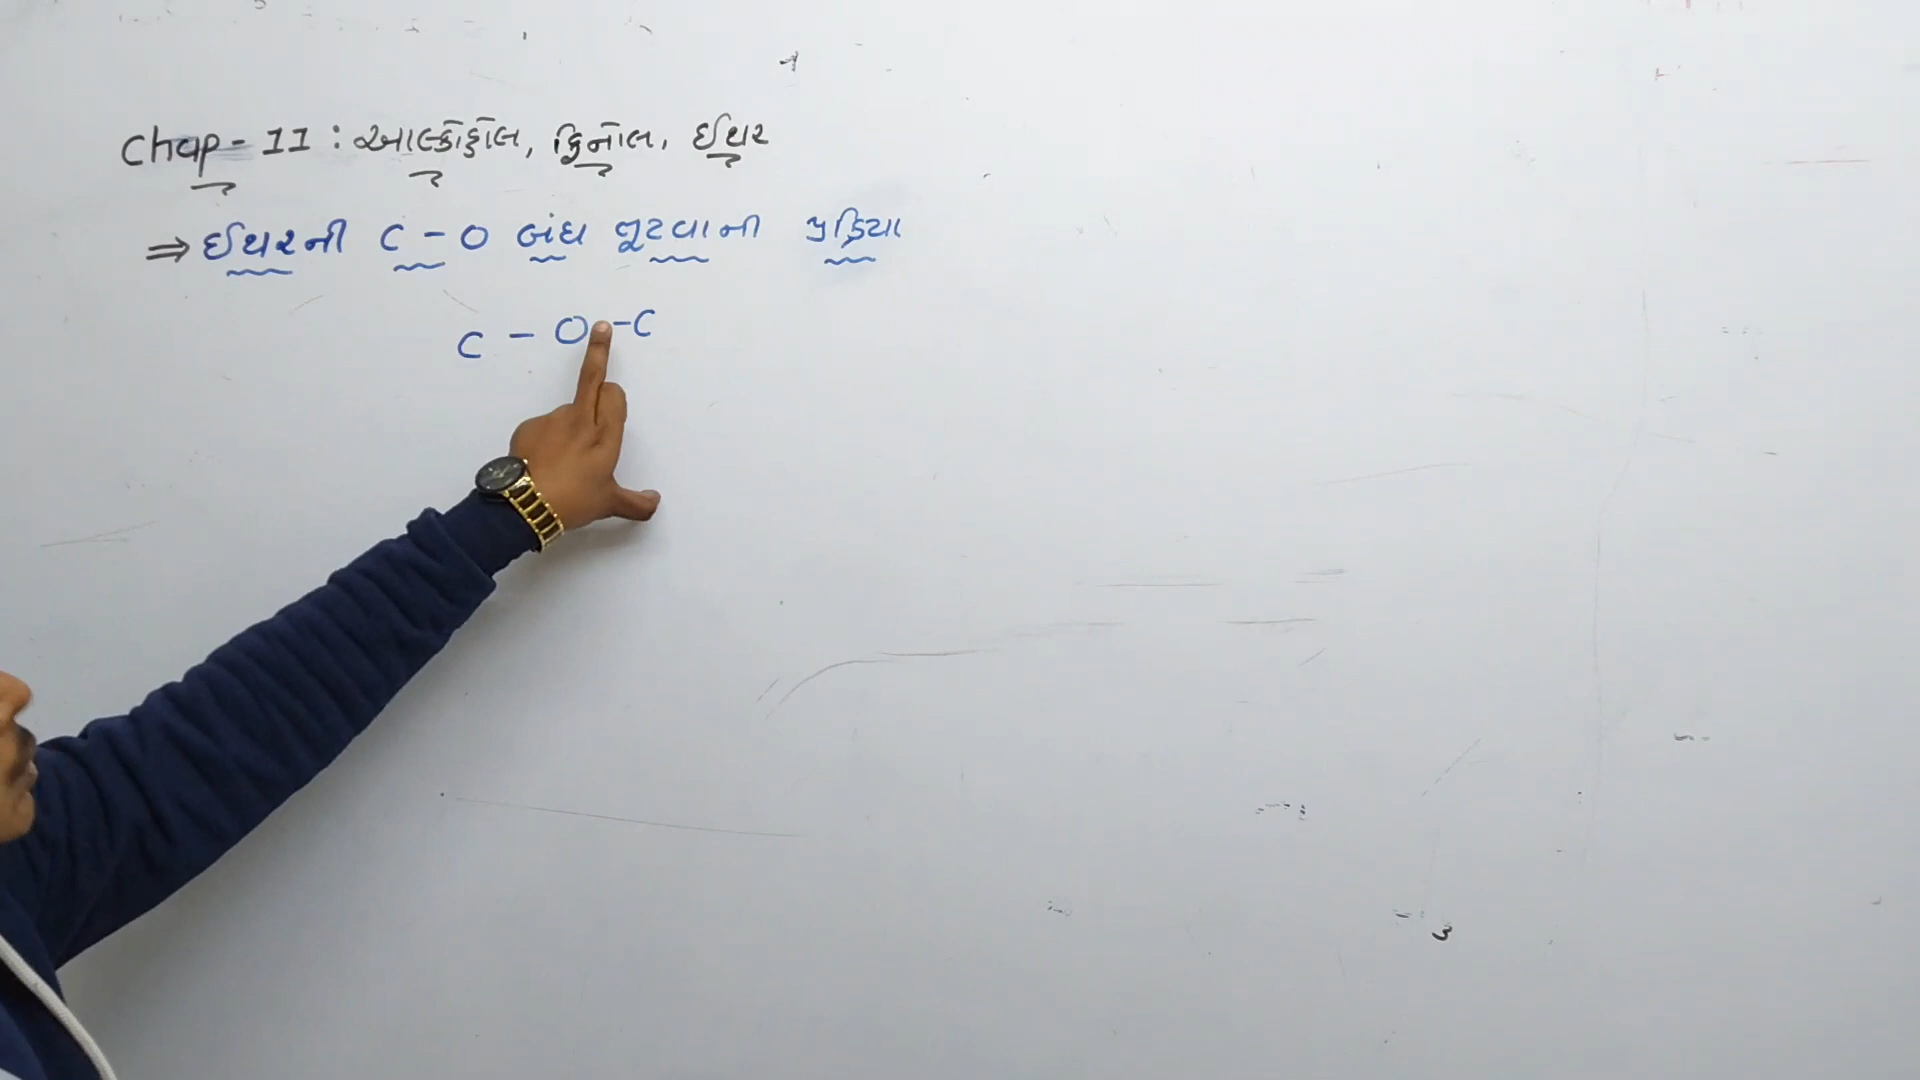 Chap - 11 : આલ્કોહોલ, ફિનોલ, ઈથર
⇒ ઈથરની C - O બંધ તૂટવાની પ્રક્રિયા
C - O - C